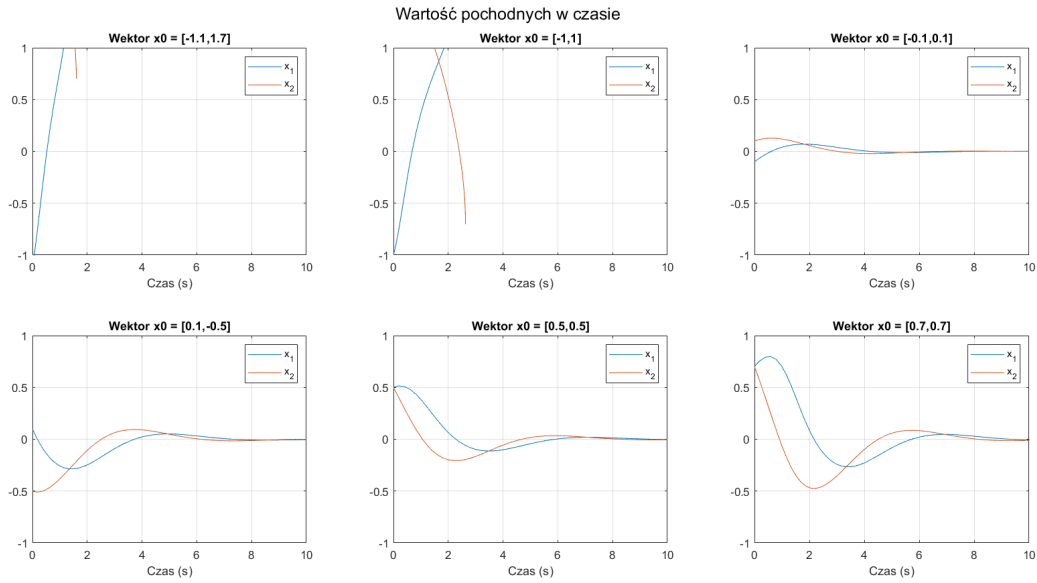 Wartość pochodnych w czasie
Wektor x0 = [-1.1,1.7]
1
0.5
0
-0.5
-1
0
2
4
6
8
10
Czas (s)
x1
x2
Wektor x0 = [-1,1]
1
0.5
0
-0.5
-1
0
2
4
6
8
10
Czas (s)
x1
x2
Wektor x0 = [-0.1,0.1]
1
0.5
0
-0.5
-1
0
2
4
6
8
10
Czas (s)
x1
x2
Wektor x0 = [0.1,-0.5]
1
0.5
0
-0.5
-1
0
2
4
6
8
10
Czas (s)
x1
x2
Wektor x0 = [0.5,0.5]
1
0.5
0
-0.5
-1
0
2
4
6
8
10
Czas (s)
x1
x2
Wektor x0 = [0.7,0.7]
1
0.5
0
-0.5
-1
0
2
4
6
8
10
Czas (s)
x1
x2